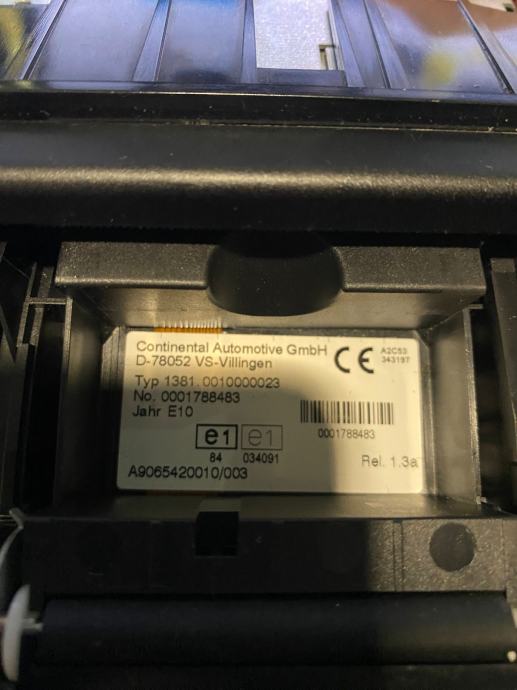 Continental Automotive GmbH
D-78052 VS-Villingen
CE
A2C53
343197
Typ 1381.0010000023
No. 0001788483
Jahr E10
0001788483
e1 e1
84 034091
Rel. 1.3a
A9065420010/003